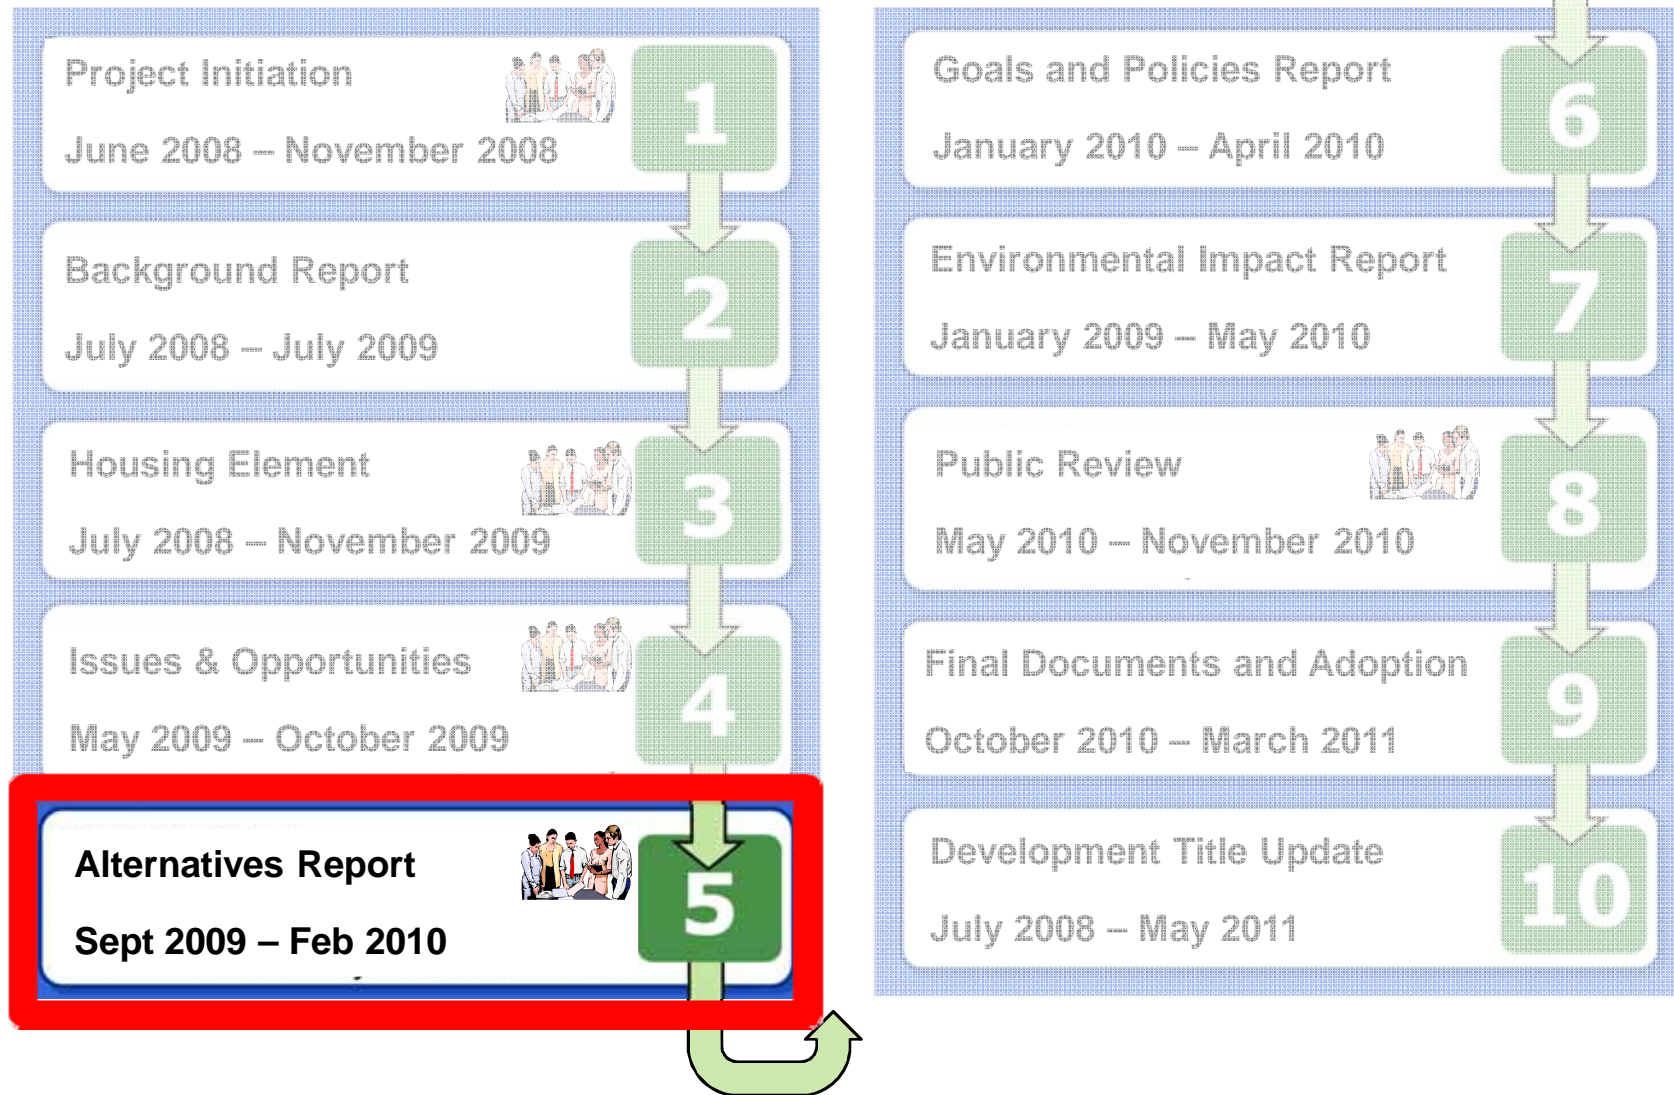 Project Initiation
June 2008 – November 2008
1
Background Report
July 2008 – July 2009
2
Housing Element
July 2008 – November 2009
3
Issues & Opportunities
May 2009 – October 2009
4
Alternatives Report
Sept 2009 – Feb 2010
5
Goals and Policies Report
January 2010 – April 2010
6
Environmental Impact Report
January 2009 – May 2010
7
Public Review
May 2010 – November 2010
8
Final Documents and Adoption
October 2010 – March 2011
9
Development Title Update
July 2008 – May 2011
10